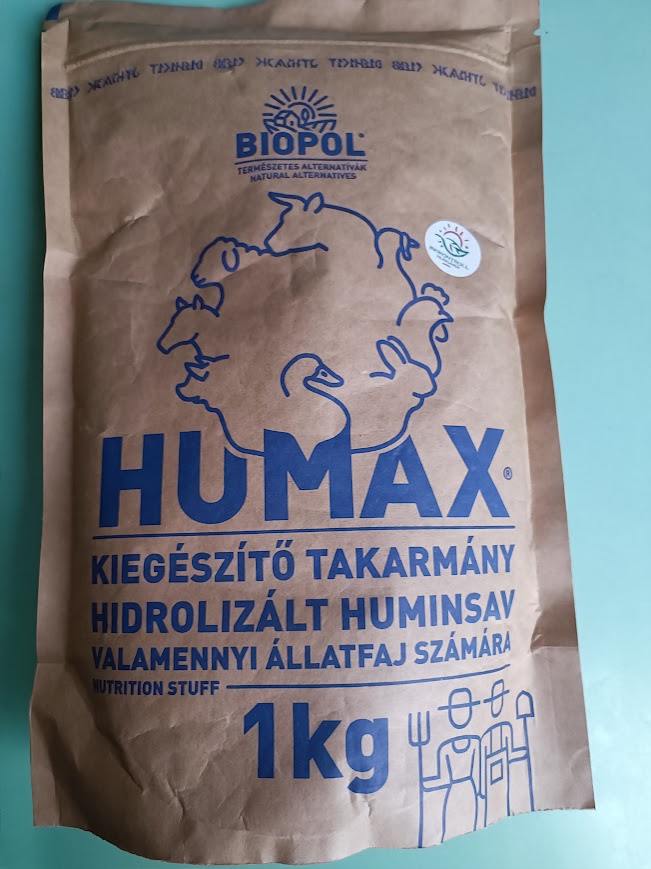 BIOPOL®
TERMÉSZETES ALTERNATÍVÁK
NATURAL ALTERNATIVES
HUMAX®
KIEGÉSZÍTŐ TAKARMÁNY
HIDROLIZÁLT HUMINSAV
VALAMENNYI ÁLLATFAJ SZÁMÁRA
NUTRITION STUFF
1kg